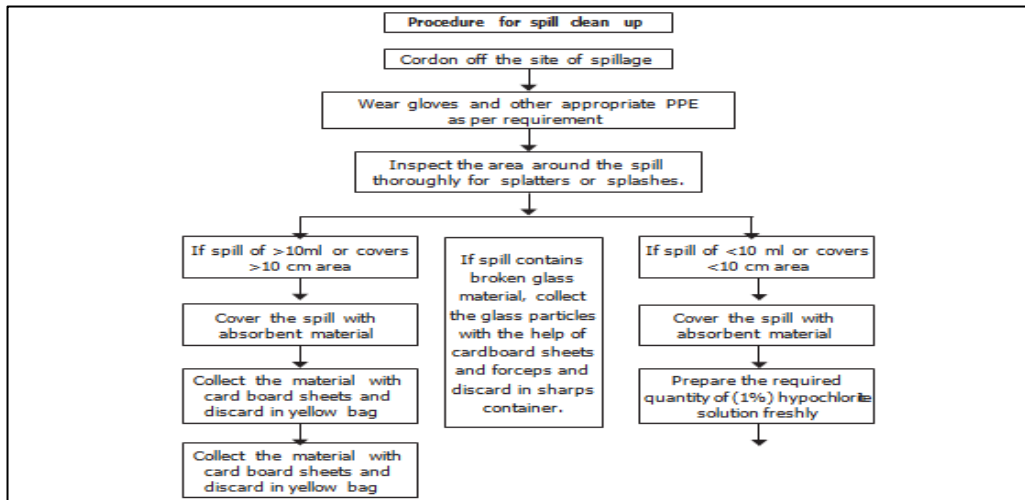 Procedure for spill clean up
Cordon off the site of spillage
Wear gloves and other appropriate PPE
as per requirement
Inspect the area around the spill
thoroughly for splatters or splashes.
If spill of >10ml or covers
>10 cm area
Cover the spill with
absorbent material
Collect the material with
card board sheets and
discard in yellow bag
Collect the material with
card board sheets and
discard in yellow bag
If spill contains
broken glass
material, collect
the glass particles
with the help of
cardboard sheets
and forceps and
discard in sharps
container.
If spill of <10 ml or covers
<10 cm area
Cover the spill with
absorbent material
Prepare the required
quantity of (1%) hypochlorite
solution freshly